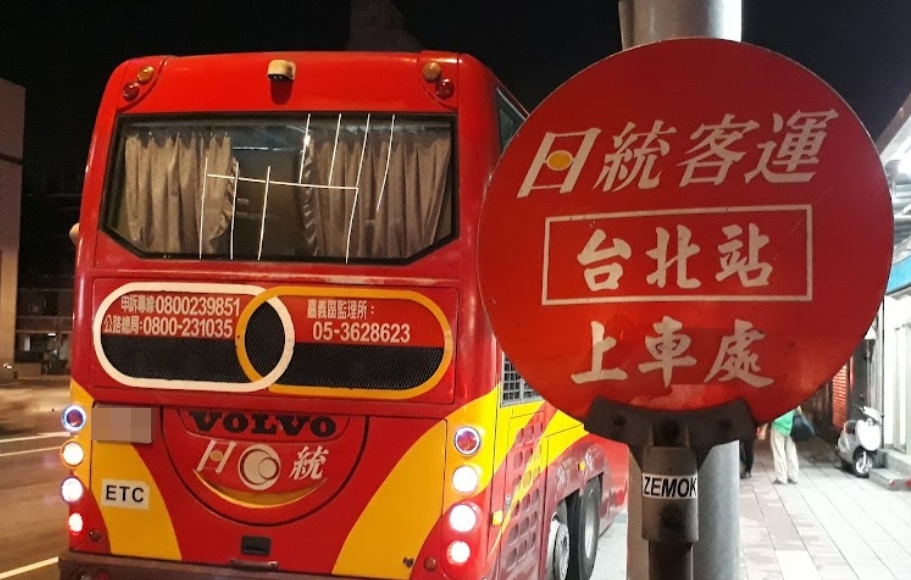 申訴專線:0800239851
公路總局:0800-231035
嘉義區監理所:
05-3628623
VOLVO
日統
ETC
日統客運
台北站
上車處
ZEMOK